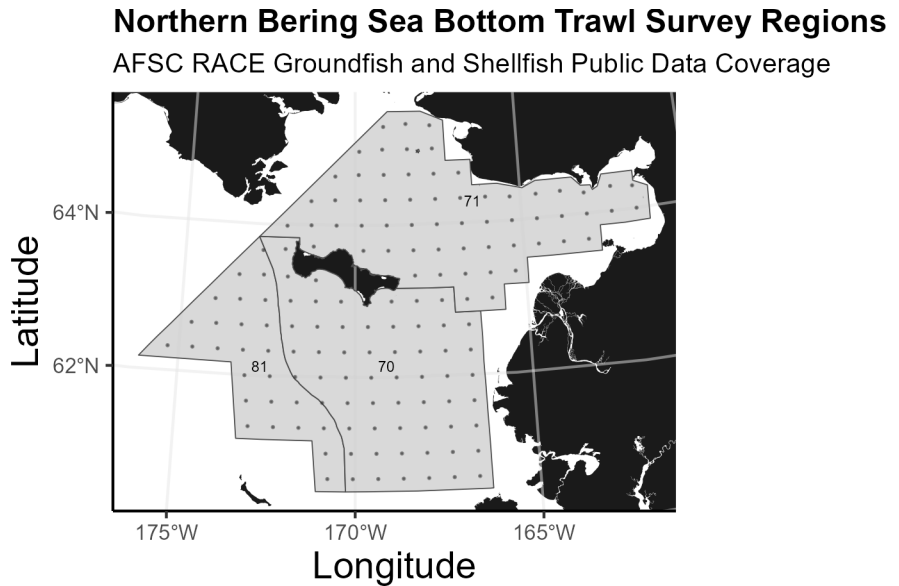 Northern Bering Sea Bottom Trawl Survey Regions
AFSC RACE Groundfish and Shellfish Public Data Coverage
71
64°N
Latitude
62°N
81
70
175°W
170°W
165°W
Longitude